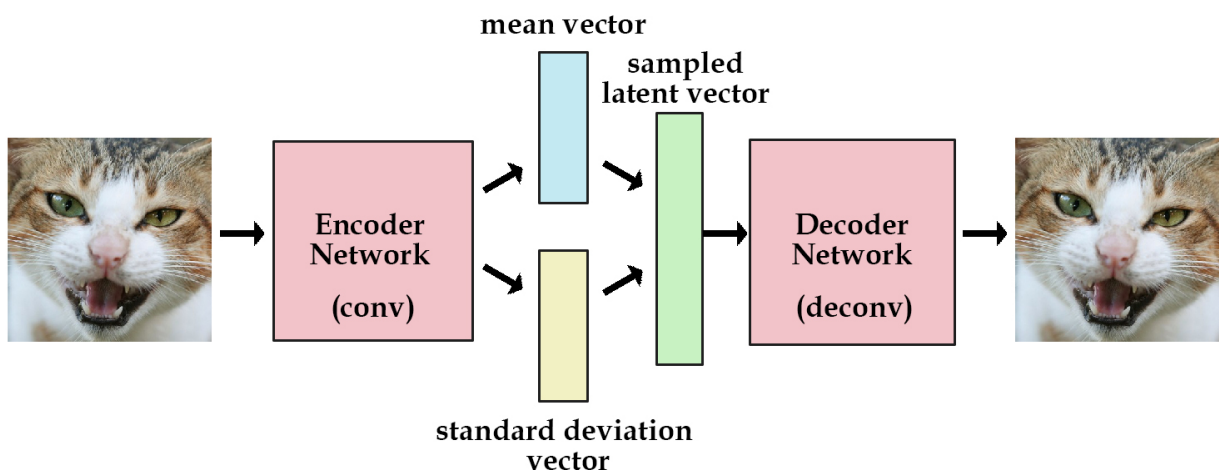 mean vector
sampled
latent vector
Encoder
Network
(conv)
Decoder
Network
(deconv)
standard deviation
vector